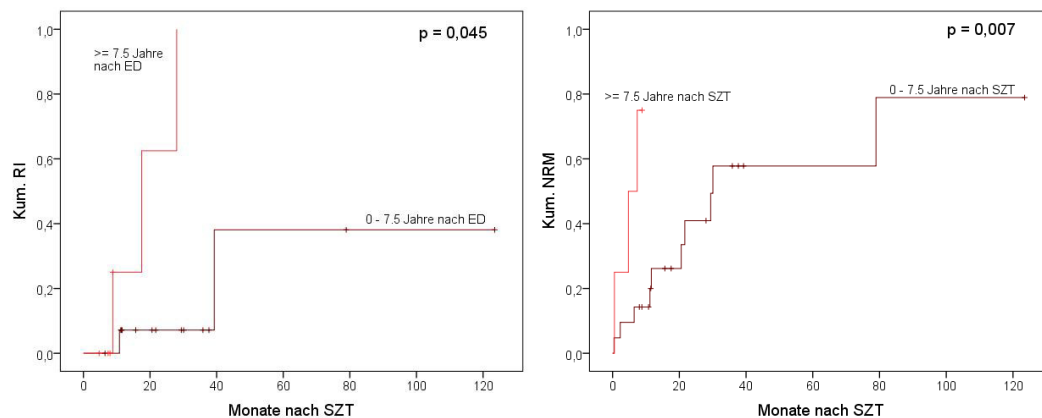 p = 0,045
>= 7.5 Jahre
nach ED
0 - 7.5 Jahre nach ED
Kum. RI
1,0
0,8
0,6
0,4
0,2
0,0
0 20 40 60 80 100 120
Monate nach SZT
p = 0,007
>= 7.5 Jahre nach SZT
0 - 7.5 Jahre nach SZT
Kum. NRM
1,0
0,8
0,6
0,4
0,2
0,0
0 20 40 60 80 100 120
Monate nach SZT